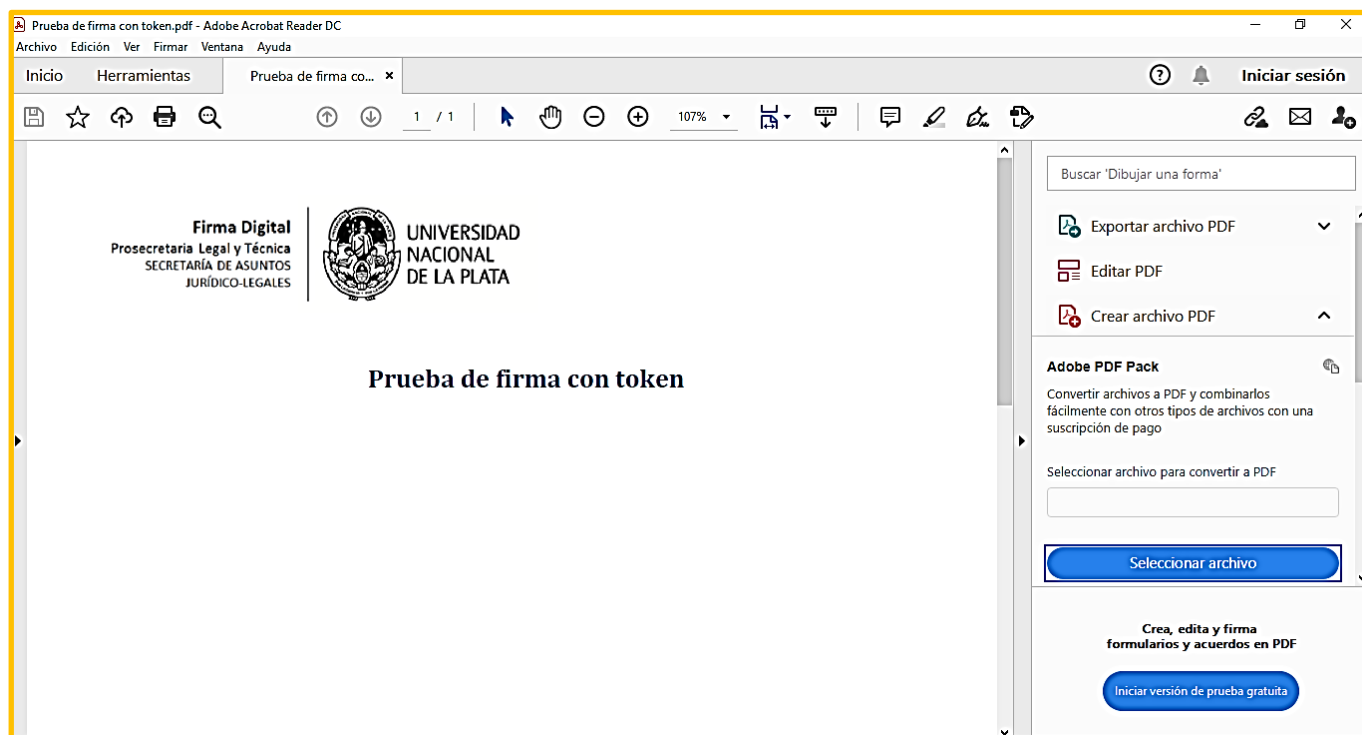 Prueba de firma con token.pdf - Adobe Acrobat Reader DC
Archivo Edición Ver Firmar Ventana Ayuda
Inicio Herramientas Prueba de firma co... ×
Iniciar sesión
1 / 1
107%
Firma Digital
Prosecretaria Legal y Técnica
SECRETARÍA DE ASUNTOS
JURÍDICO-LEGALES
UNIVERSIDAD
NACIONAL
DE LA PLATA
Prueba de firma con token
Buscar 'Dibujar una forma'
Exportar archivo PDF
Editar PDF
Crear archivo PDF
Adobe PDF Pack
Convertir archivos a PDF y combinarlos
fácilmente con otros tipos de archivos con una
suscripción de pago
Seleccionar archivo para convertir a PDF
Seleccionar archivo
Crea, edita y firma
formularios y acuerdos en PDF
Iniciar versión de prueba gratuita